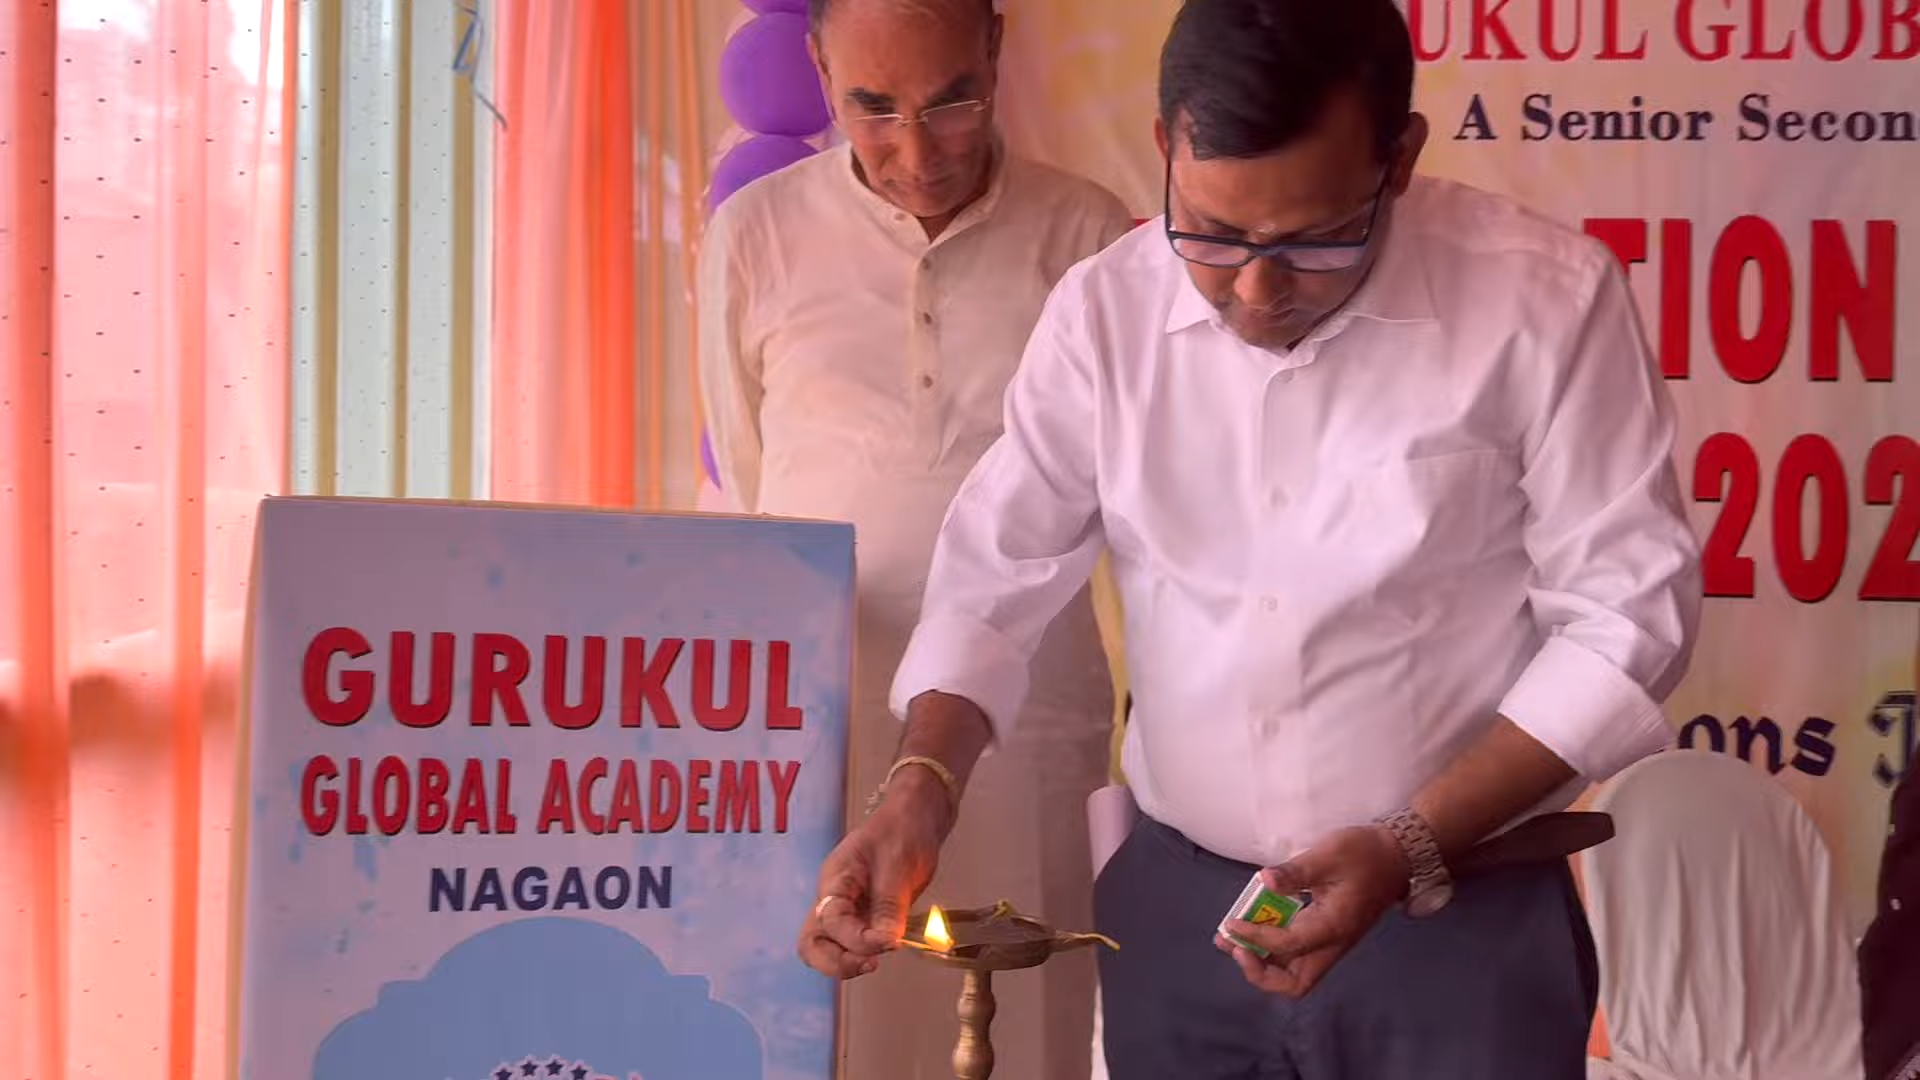 UKUL GLOB
A Senior Secon
TION
202
ons
GURUKUL
GLOBAL ACADEMY
NAGAON